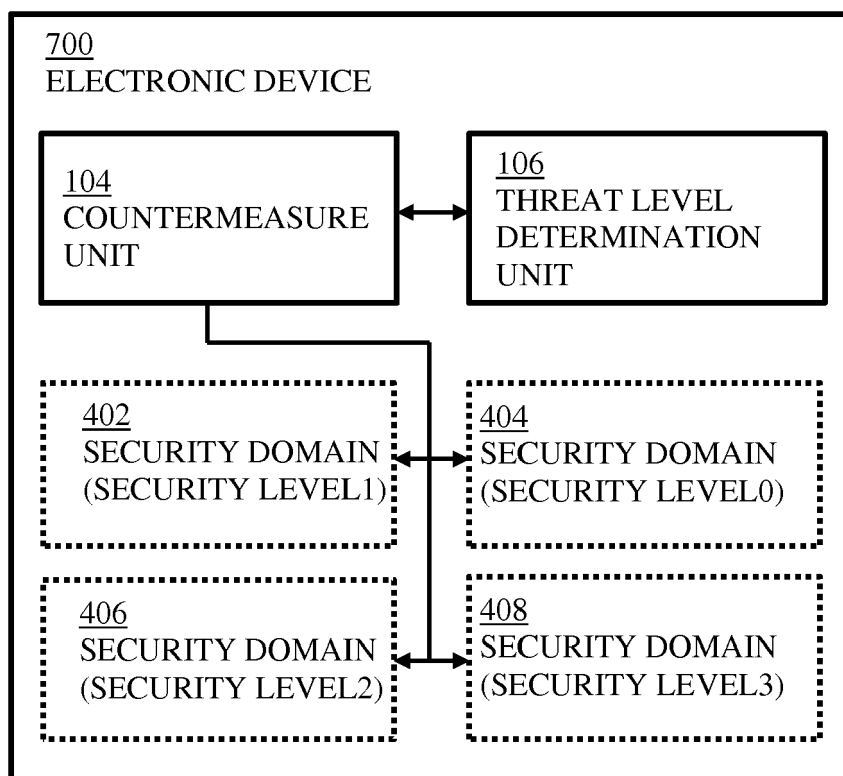 700
ELECTRONIC DEVICE
104
COUNTERMEASURE
UNIT
106
THREAT LEVEL
DETERMINATION
UNIT
402
SECURITY DOMAIN
(SECURITY LEVEL1)
404
SECURITY DOMAIN
(SECURITY LEVEL0)
406
SECURITY DOMAIN
(SECURITY LEVEL2)
408
SECURITY DOMAIN
(SECURITY LEVEL3)